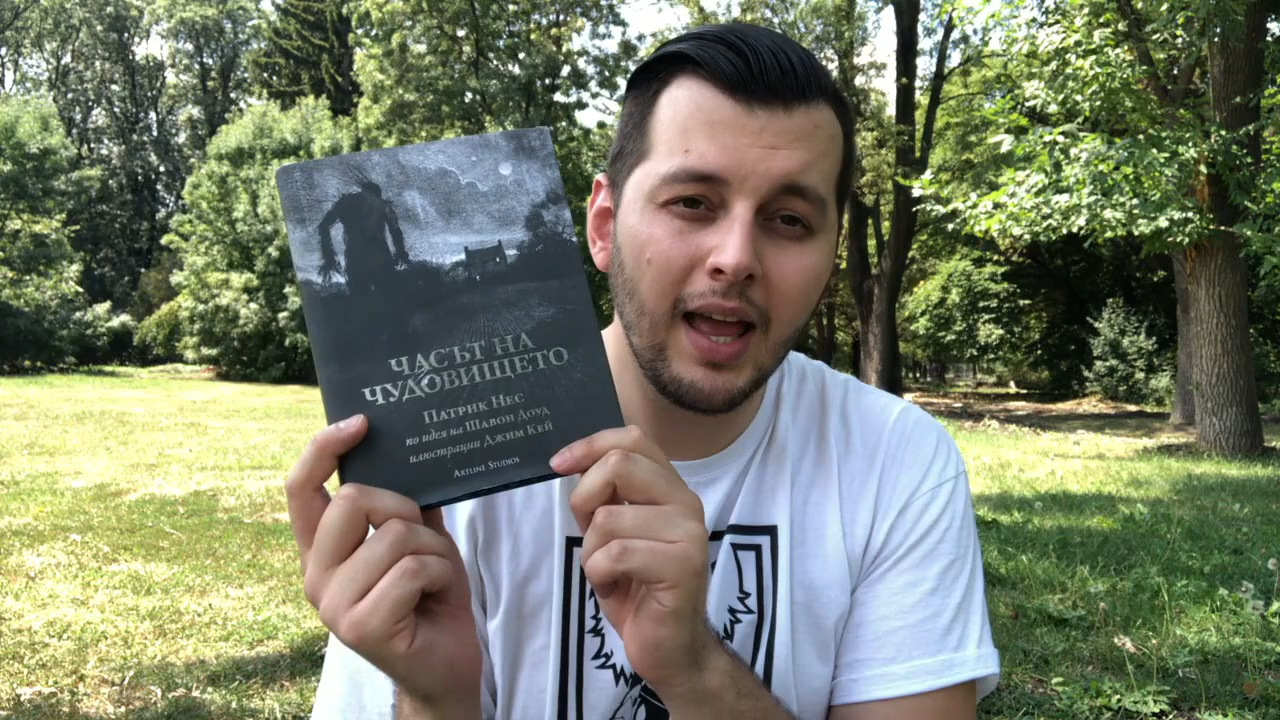 ЧАСЪТ НА
ЧУДОВИЩЕТО
ПАТРИК НЕС
по идея на ШАВОН ДОУД
илюстрации ДЖИМ КЕЙ
ARTLINE STUDIOS